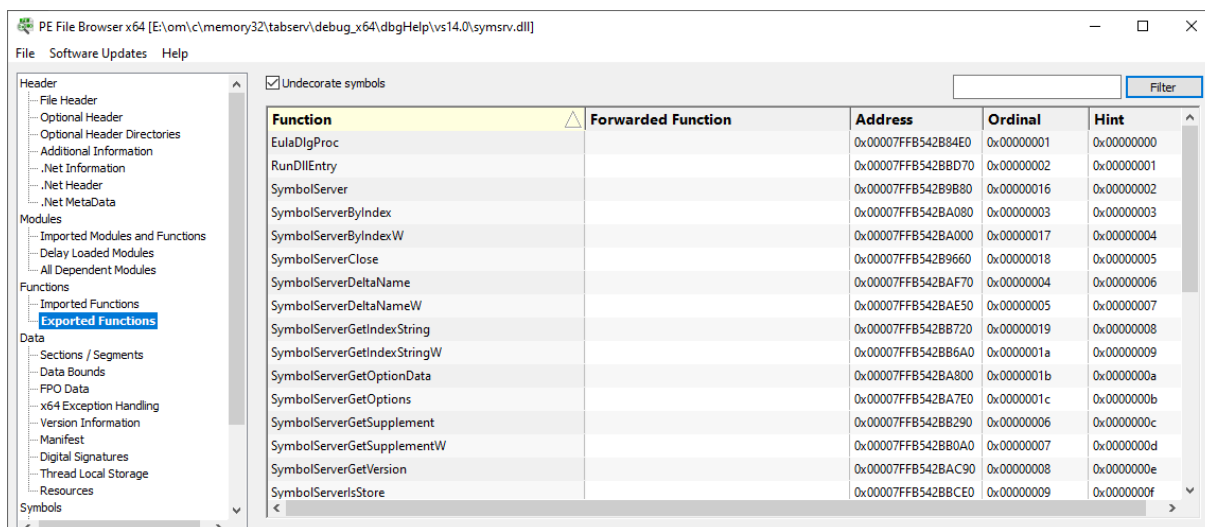 PE File Browser x64 [E:\om\c\memory32\tabserv\debug_x64\dbgHelp\vs14.0\symsrv.dll]
File Software Updates Help
Header
File Header
Optional Header
Optional Header Directories
Additional Information
.Net Information
.Net Header
.Net MetaData
Modules
Imported Modules and Functions
Delay Loaded Modules
All Dependent Modules
Functions
Imported Functions
Exported Functions
Data
Sections / Segments
Data Bounds
FPO Data
x64 Exception Handling
Version Information
Manifest
Digital Signatures
Thread Local Storage
Resources
Symbols
Undecorate symbols
Filter
Function Forwarded Function Address Ordinal Hint
EulaDlgProc 0x00007FFB542B84E0 0x00000001 0x00000000
RunDllEntry 0x00007FFB542BBD70 0x00000002 0x00000001
SymbolServer 0x00007FFB542B9B80 0x00000016 0x00000002
SymbolServerByIndex 0x00007FFB542BA080 0x00000003 0x00000003
SymbolServerByIndexW 0x00007FFB542BA000 0x00000017 0x00000004
SymbolServerClose 0x00007FFB542B9660 0x00000018 0x00000005
SymbolServerDeltaName 0x00007FFB542BAF70 0x00000004 0x00000006
SymbolServerDeltaNameW 0x00007FFB542BAE50 0x00000005 0x00000007
SymbolServerGetIndexString 0x00007FFB542BB720 0x00000019 0x00000008
SymbolServerGetIndexStringW 0x00007FFB542BB6A0 0x0000001a 0x00000009
SymbolServerGetOptionData 0x00007FFB542BA800 0x0000001b 0x0000000a
SymbolServerGetOptions 0x00007FFB542BA7E0 0x0000001c 0x0000000b
SymbolServerGetSupplement 0x00007FFB542BB290 0x00000006 0x0000000c
SymbolServerGetSupplementW 0x00007FFB542BB0A0 0x00000007 0x0000000d
SymbolServerGetVersion 0x00007FFB542BAC90 0x00000008 0x0000000e
SymbolServerIsStore 0x00007FFB542BBCE0 0x00000009 0x0000000f